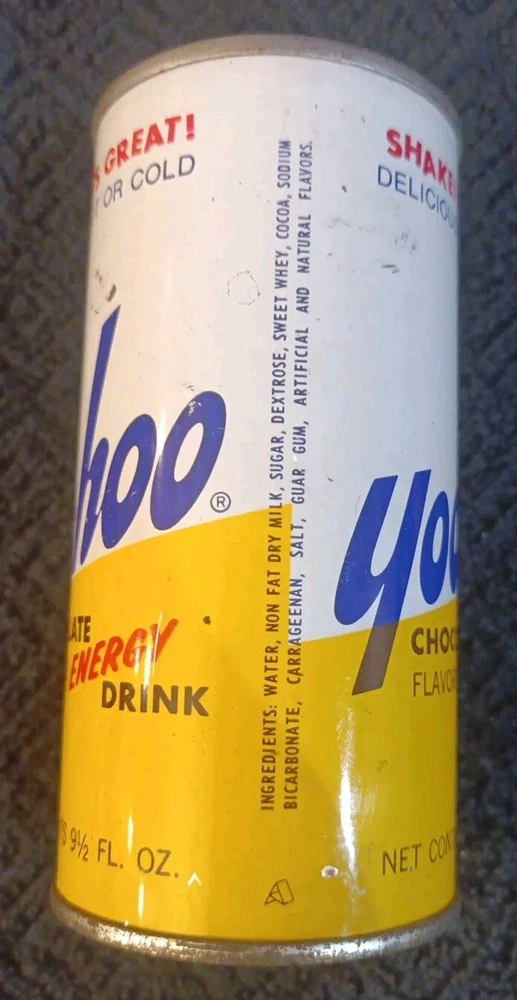 S GREAT!
OR COLD
hoo®
ATE
ENERGY
DRINK
9½ FL. OZ.
INGREDIENTS: WATER, NON FAT DRY MILK, SUGAR, DEXTROSE, SWEET WHEY, COCOA, SODIUM
BICARBONATE, CARRAGEENAN, SALT, GUAR GUM, ARTIFICIAL AND NATURAL FLAVORS.
SHAKE
DELICIOU
yoo
CHOC
FLAVO
NET CON